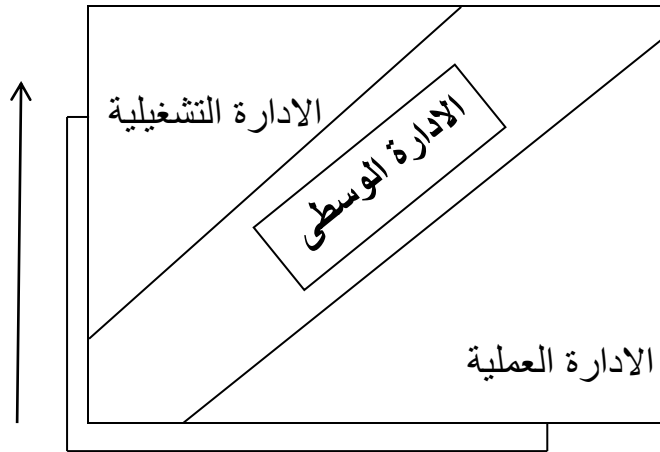 الادارة التشغيلية
الادارة الوسطى
الادارة العملية